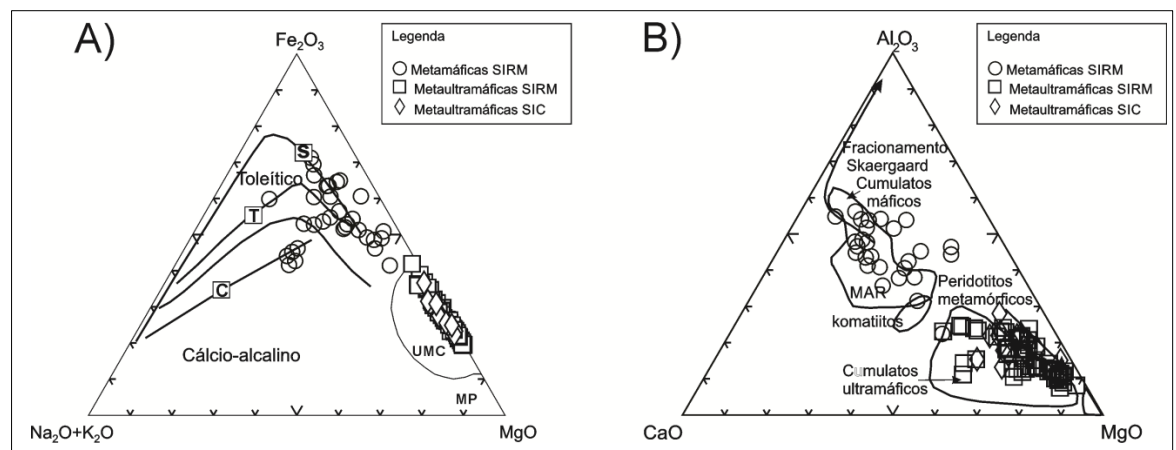 A)
Fe2O3
Legenda
Metamáficas SIRM
Metaultramáficas SIRM
Metaultramáficas SIC
S
Toleítico
T
C
Cálcio-alcalino
UMC
MP
Na2O+K2O
MgO
B)
Al2O3
Legenda
Metamáficas SIRM
Metaultramáficas SIRM
Metaultramáficas SIC
Fracionamento
Skaergaard
Cumulatos
máficos
MAR
Peridotitos
metamórficos
komatiitos
Cumulatos
ultramáficos
CaO
MgO